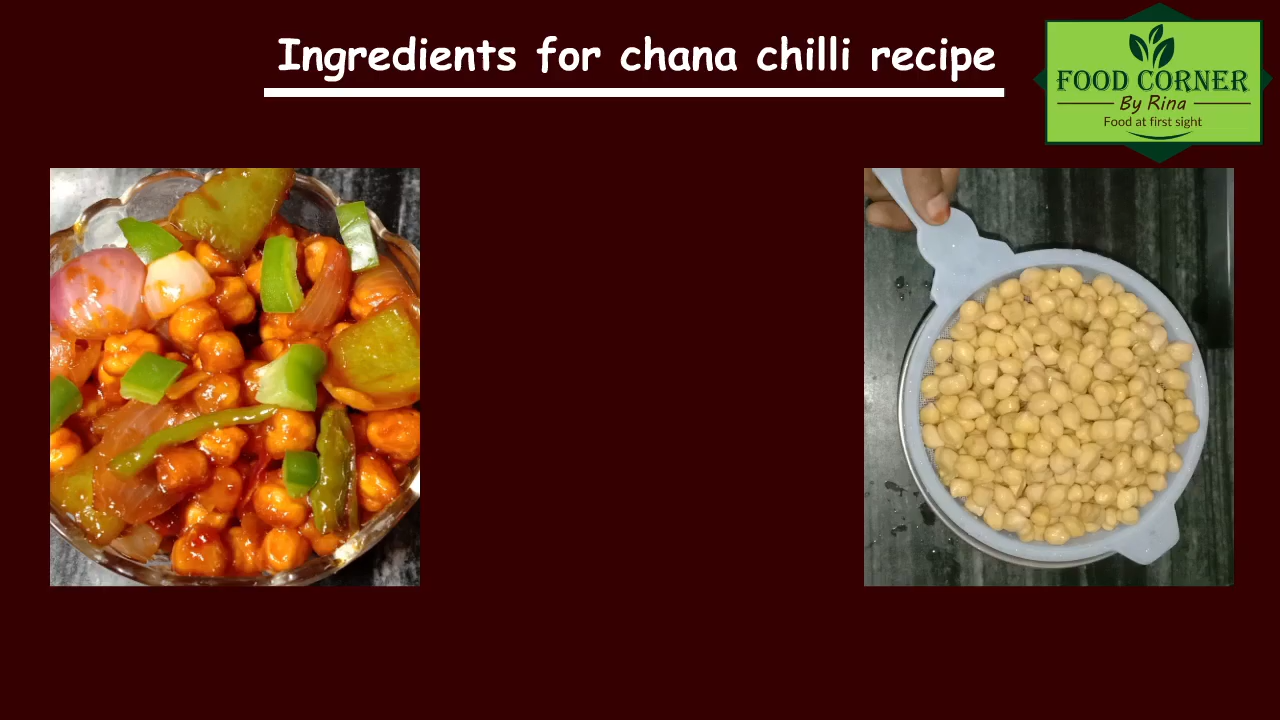 Ingredients for chana chilli recipe
FOOD CORNER
By Rina
Food at first sight